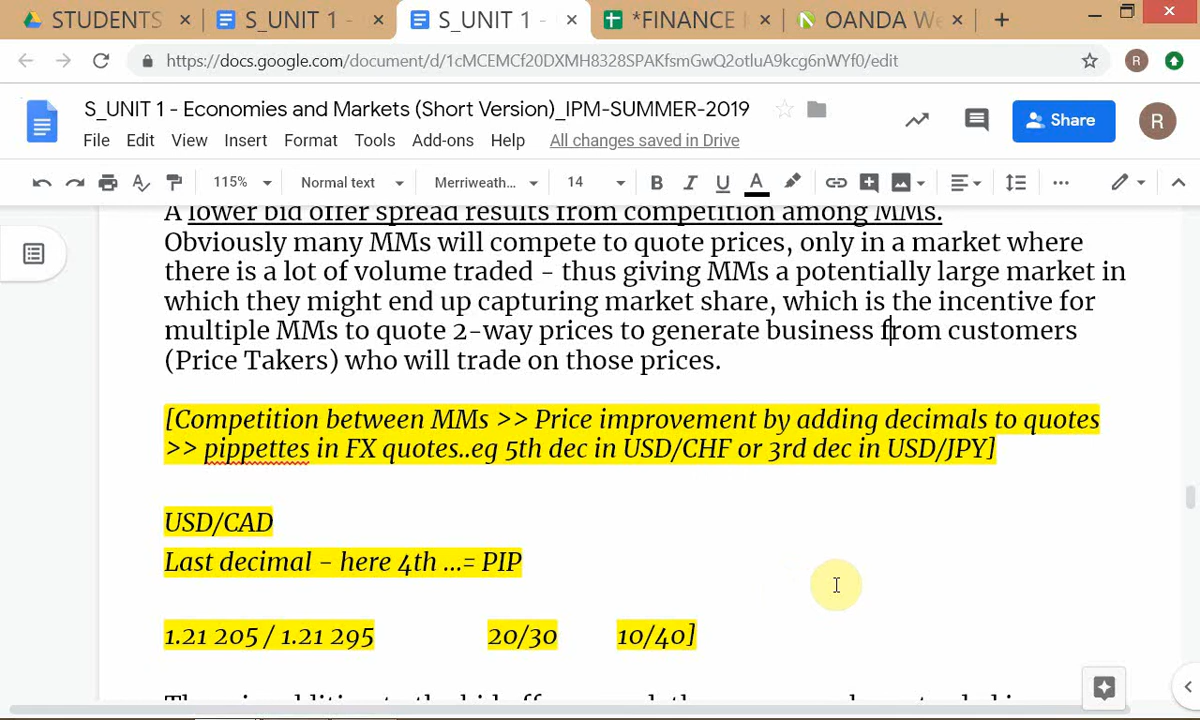 STUDENTS
S_UNIT 1 -
S_UNIT 1 -
*FINANCE
OANDA We
https://docs.google.com/document/d/1cMCEMCf20DXMH8328SPAKfsmGwQ2otluA9kcg6nWYf0/edit
R
S_UNIT 1 - Economies and Markets (Short Version)_IPM-SUMMER-2019
Share
R
File Edit View Insert Format Tools Add-ons Help All changes saved in Drive
115% Normal text Merriweath... 14 B I U A
A lower bid offer spread results from competition among MMs.
Obviously many MMs will compete to quote prices, only in a market where
there is a lot of volume traded - thus giving MMs a potentially large market in
which they might end up capturing market share, which is the incentive for
multiple MMs to quote 2-way prices to generate business from customers
(Price Takers) who will trade on those prices.
[Competition between MMs >> Price improvement by adding decimals to quotes
>> pippettes in FX quotes..eg 5th dec in USD/CHF or 3rd dec in USD/JPY]
USD/CAD
Last decimal - here 4th ...= PIP
1.21 205 / 1.21 295 20/30 10/40]